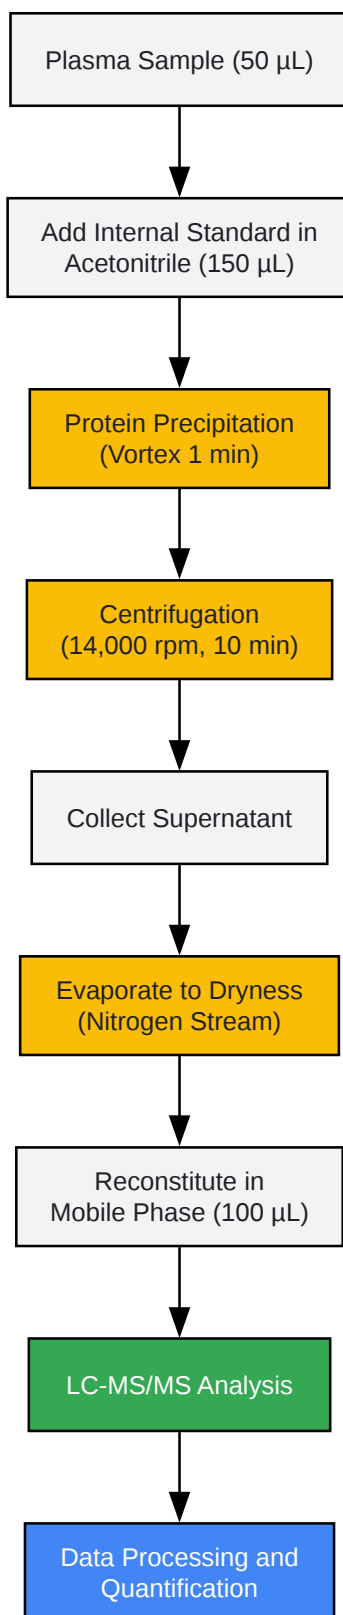 Plasma Sample (50 µL)
Add Internal Standard in
Acetonitrile (150 µL)
Protein Precipitation
(Vortex 1 min)
Centrifugation
(14,000 rpm, 10 min)
Collect Supernatant
Evaporate to Dryness
(Nitrogen Stream)
Reconstitute in
Mobile Phase (100 µL)
LC-MS/MS Analysis
Data Processing and
Quantification